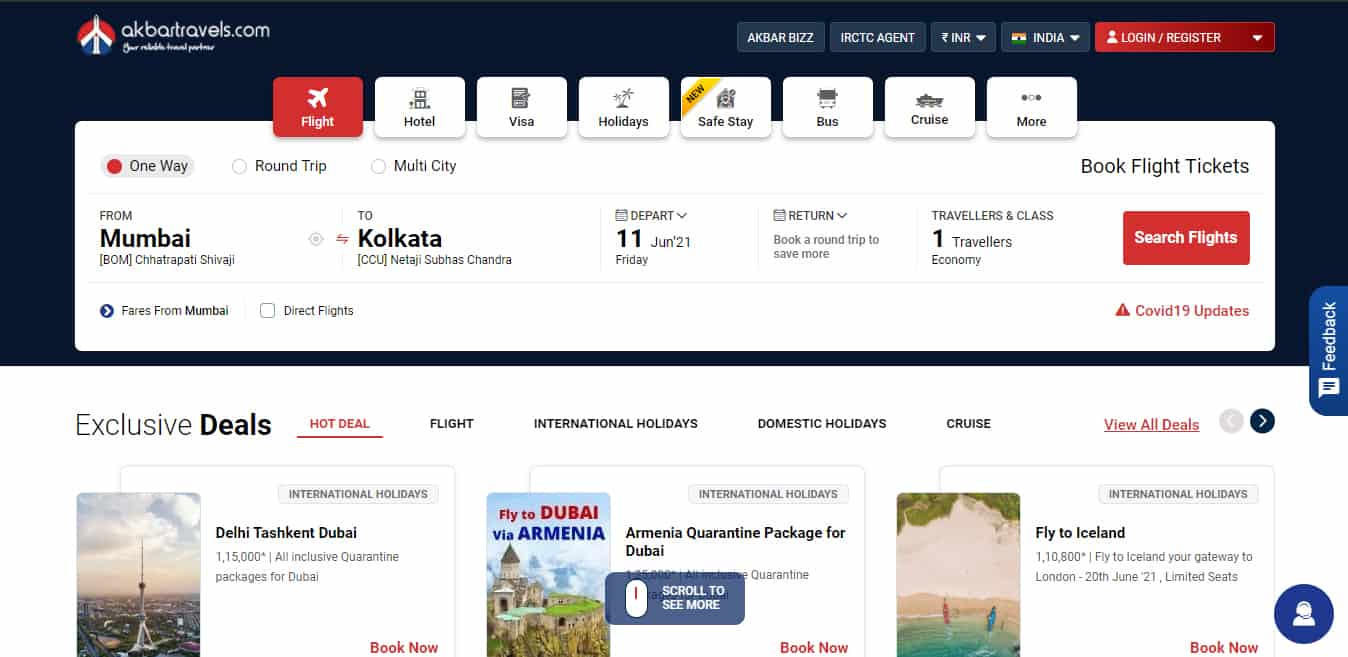 akbartravels.com
Your reliable travel partner
AKBAR BIZZ
IRCTC AGENT
₹ INR
INDIA
LOGIN / REGISTER
Flight
Hotel
Visa
Holidays
NEW
Safe Stay
Bus
Cruise
More
One Way
Round Trip
Multi City
Book Flight Tickets
FROM
Mumbai
[BOM] Chhatrapati Shivaji
TO
Kolkata
[CCU] Netaji Subhas Chandra
DEPART
11 Jun'21
Friday
RETURN
Book a round trip to
save more
TRAVELLERS & CLASS
1 Travellers
Economy
Search Flights
Fares From Mumbai
Direct Flights
Covid19 Updates
Feedback
Exclusive Deals
HOT DEAL
FLIGHT
INTERNATIONAL HOLIDAYS
DOMESTIC HOLIDAYS
CRUISE
View All Deals
INTERNATIONAL HOLIDAYS
Delhi Tashkent Dubai
1,15,000* | All inclusive Quarantine
packages for Dubai
Book Now
Fly to DUBAI
Via ARMENIA
INTERNATIONAL HOLIDAYS
Armenia Quarantine Package for
Dubai
1,35,000* | All inclusive Quarantine
SCROLL TO
SEE MORE
Book Now
INTERNATIONAL HOLIDAYS
Fly to Iceland
1,10,800* | Fly to Iceland your gateway to
London - 20th June '21 , Limited Seats
Book Now